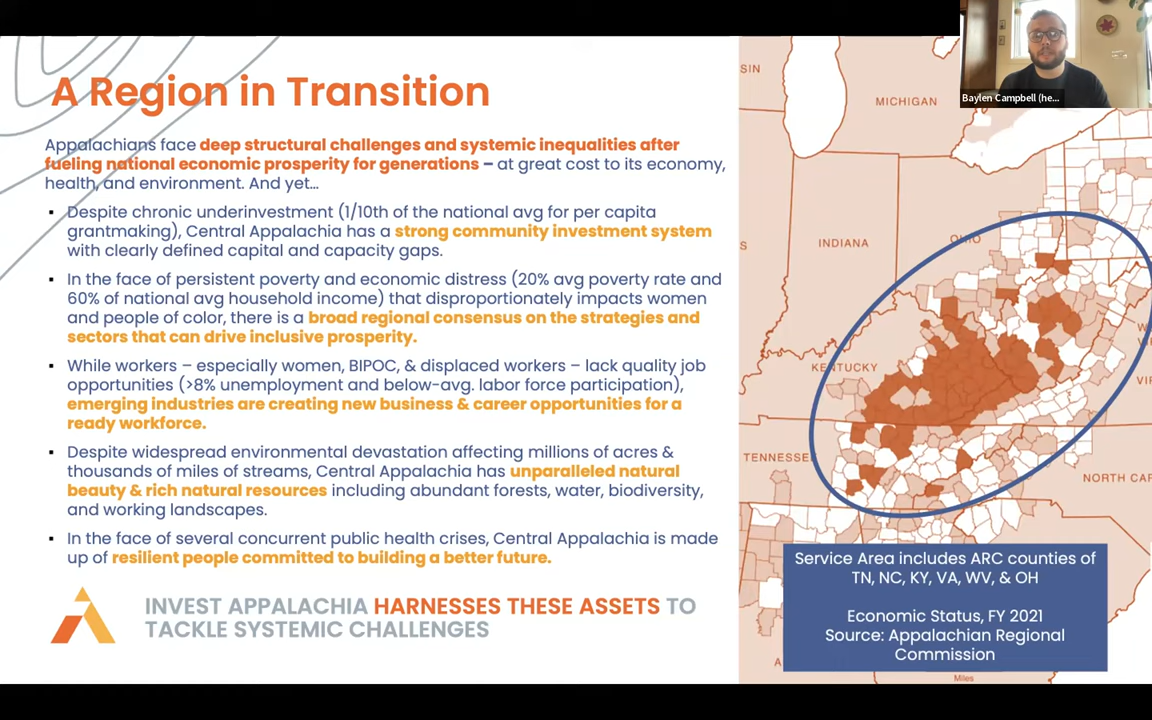 A Region in Transition
Appalachians face deep structural challenges and systemic inequalities after
fueling national economic prosperity for generations – at great cost to its economy,
health, and environment. And yet…
▪ Despite chronic underinvestment (1/10th of the national avg for per capita
grantmaking), Central Appalachia has a strong community investment system
with clearly defined capital and capacity gaps.
▪ In the face of persistent poverty and economic distress (20% avg poverty rate and
60% of national avg household income) that disproportionately impacts women
and people of color, there is a broad regional consensus on the strategies and
sectors that can drive inclusive prosperity.
▪ While workers – especially women, BIPOC, & displaced workers – lack quality job
opportunities (>8% unemployment and below-avg. labor force participation),
emerging industries are creating new business & career opportunities for a
ready workforce.
▪ Despite widespread environmental devastation affecting millions of acres &
thousands of miles of streams, Central Appalachia has unparalleled natural
beauty & rich natural resources including abundant forests, water, biodiversity,
and working landscapes.
▪ In the face of several concurrent public health crises, Central Appalachia is made
up of resilient people committed to building a better future.
INVEST APPALACHIA HARNESSES THESE ASSETS TO
TACKLE SYSTEMIC CHALLENGES
SIN
MICHIGAN
S
INDIANA
OHIO
W
KENTUCKY
VIR
TENNESSE
NORTH CAR
A
Service Area includes ARC counties of
TN, NC, KY, VA, WV, & OH
Economic Status, FY 2021
Source: Appalachian Regional
Commission
Miles
Baylen Campbell (he...